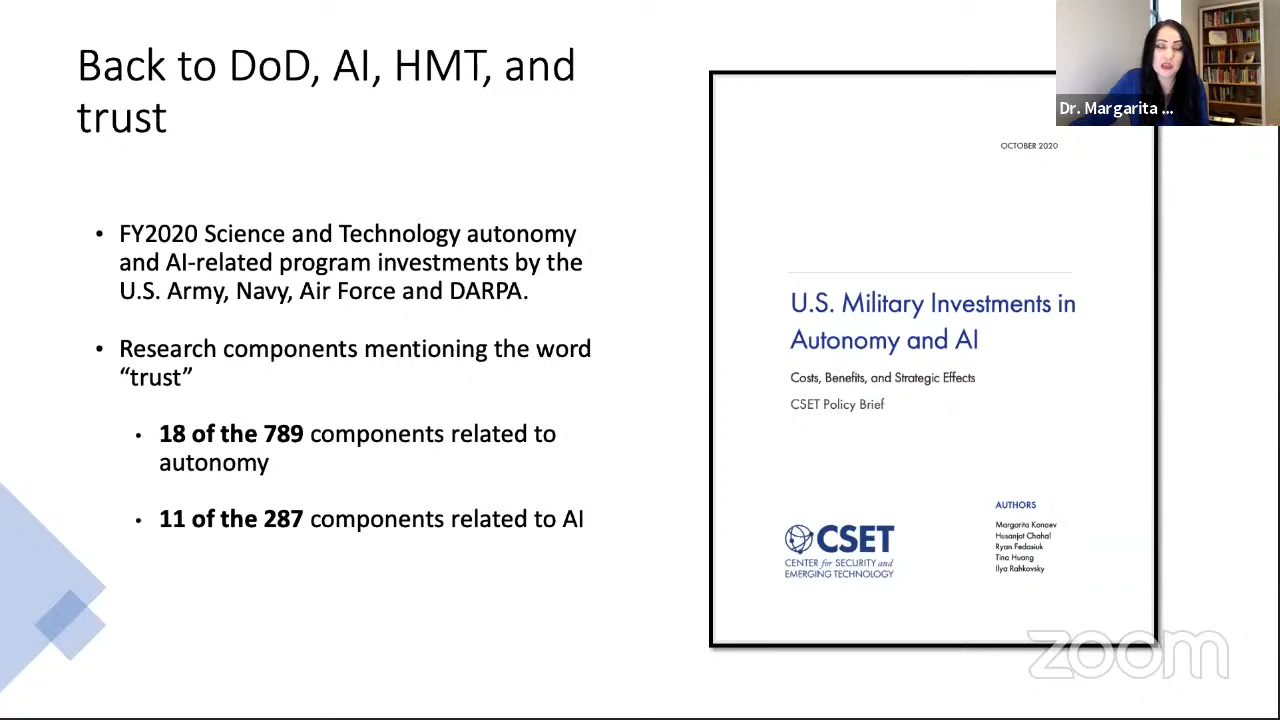 Back to DoD, AI, HMT, and
trust
Dr. Margarita ...
OCTOBER 2020
• FY2020 Science and Technology autonomy
and AI-related program investments by the
U.S. Army, Navy, Air Force and DARPA.
• Research components mentioning the word
“trust”
• 18 of the 789 components related to
autonomy
• 11 of the 287 components related to AI
U.S. Military Investments in
Autonomy and AI
Costs, Benefits, and Strategic Effects
CSET Policy Brief
CSET
CENTER for SECURITY and
EMERGING TECHNOLOGY
AUTHORS
Margarita Konaev
Husanjot Chahal
Ryan Fedasiuk
Tina Huang
Ilya Rahkovsky
zoom